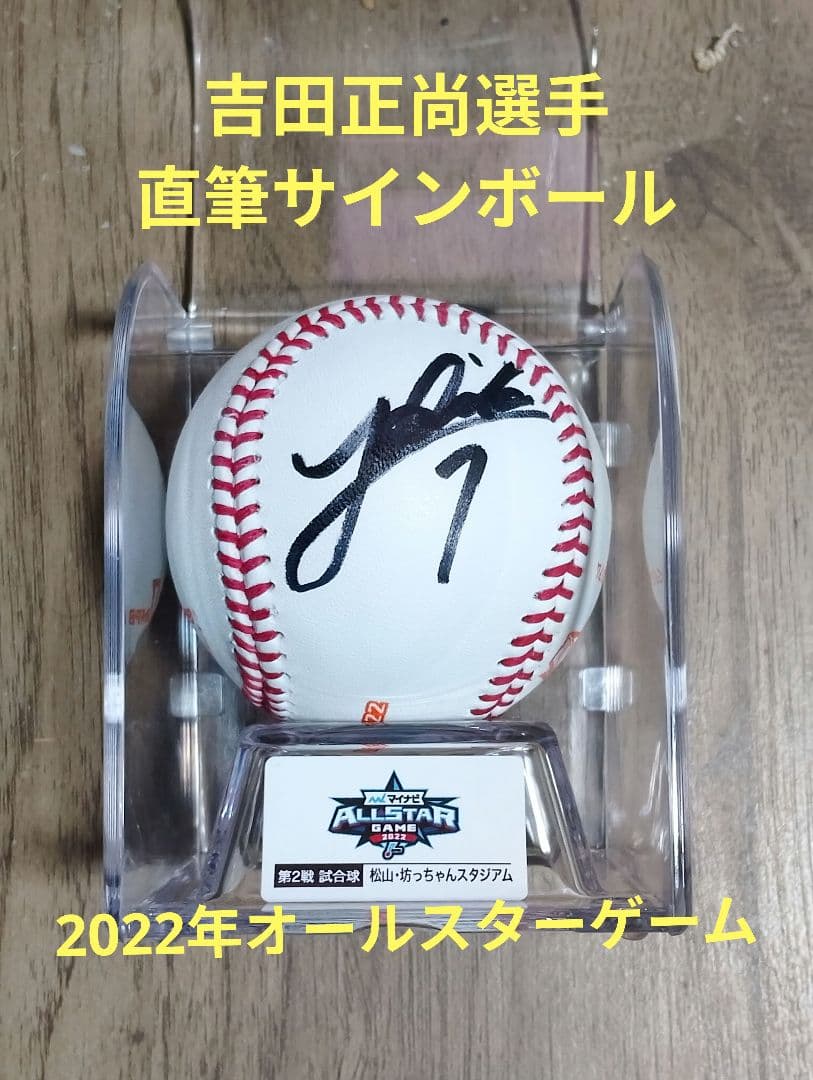 吉田正尚選手
直筆サインボール
7
22
マイナビ
ALLSTAR
GAME
2022
第2戦 試合球 松山・坊っちゃんスタジアム
2022年オールスターゲーム